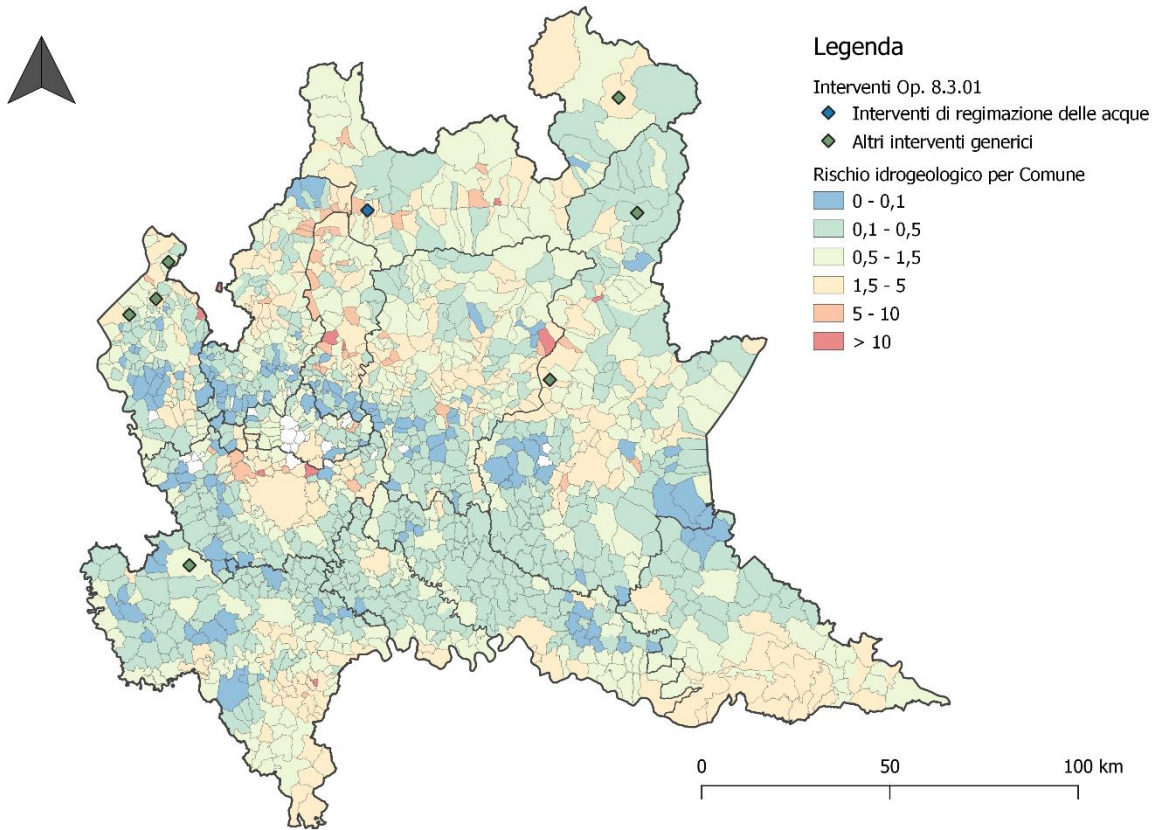 Legenda
Interventi Op. 8.3.01
Interventi di regimazione delle acque
Altri interventi generici
Rischio idrogeologico per Comune
0 - 0,1
0,1 - 0,5
0,5 - 1,5
1,5 - 5
5 - 10
> 10
0 50 100 km